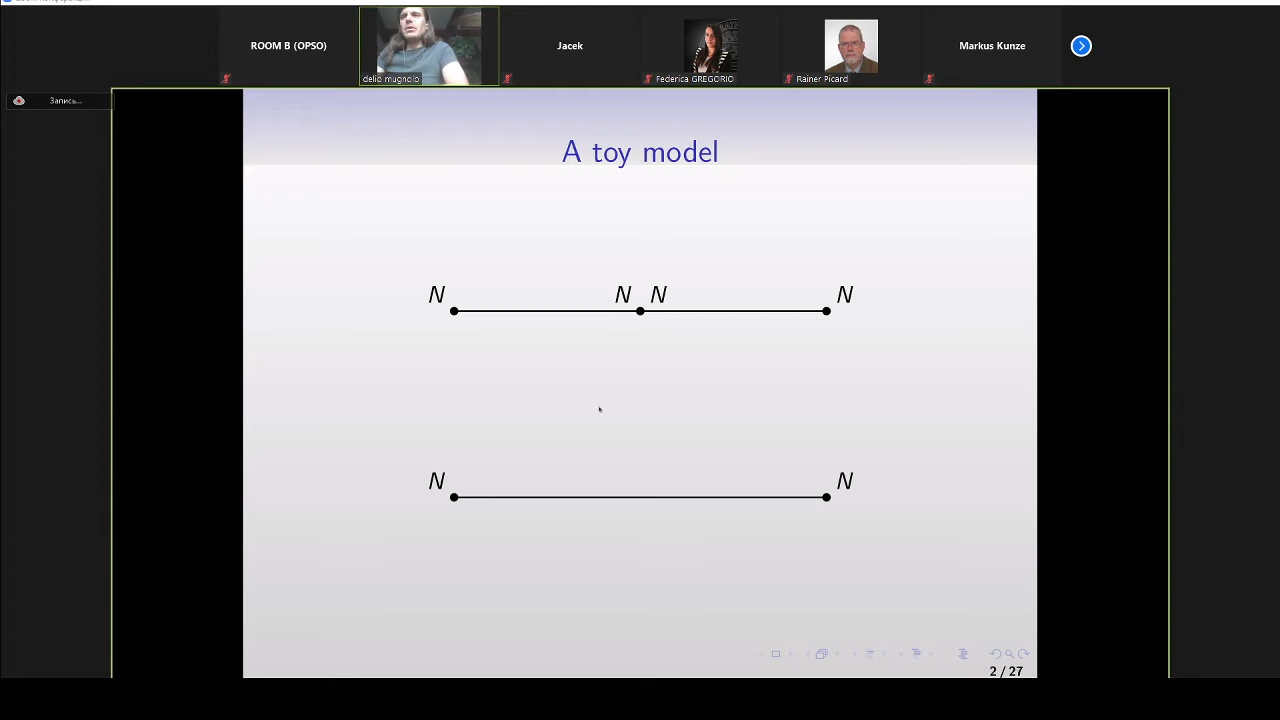 ROOM B (OPSO)
delio mugnolo
Jacek
Federica GREGORIO
Rainer Picard
Markus Kunze
Запись...
A toy model
N N N N
N N
2 / 27